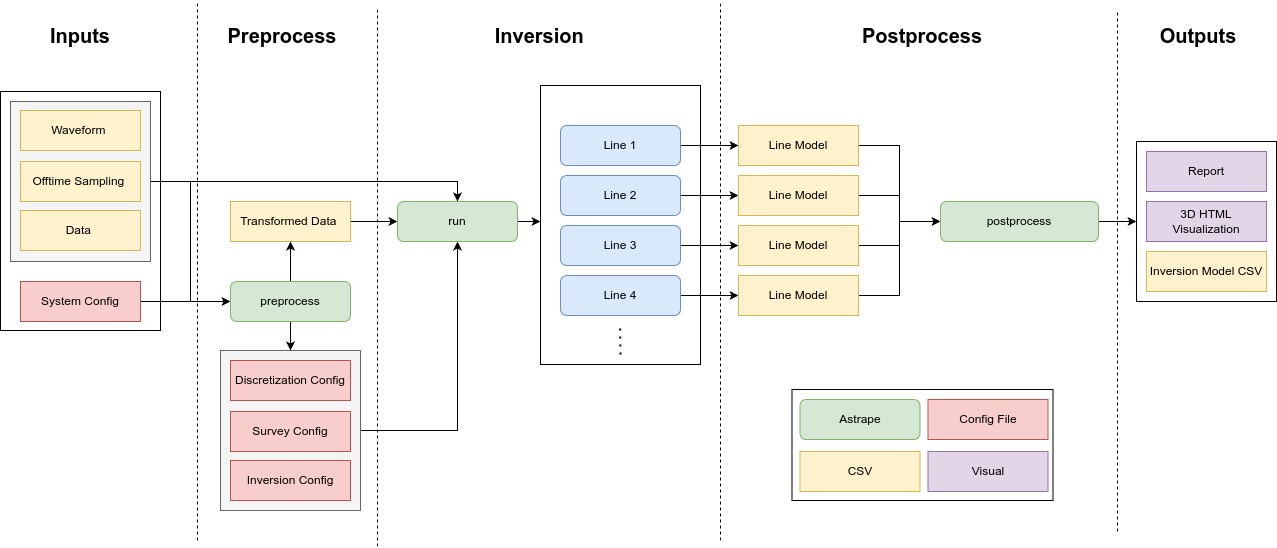 Inputs
Preprocess
Inversion
Postprocess
Outputs
Waveform
Offtime Sampling
Data
System Config
Transformed Data
preprocess
Discretization Config
Survey Config
Inversion Config
run
Line 1
Line 2
Line 3
Line 4
Line Model
Line Model
Line Model
Line Model
postprocess
Report
3D HTML
Visualization
Inversion Model CSV
Astrape
Config File
CSV
Visual